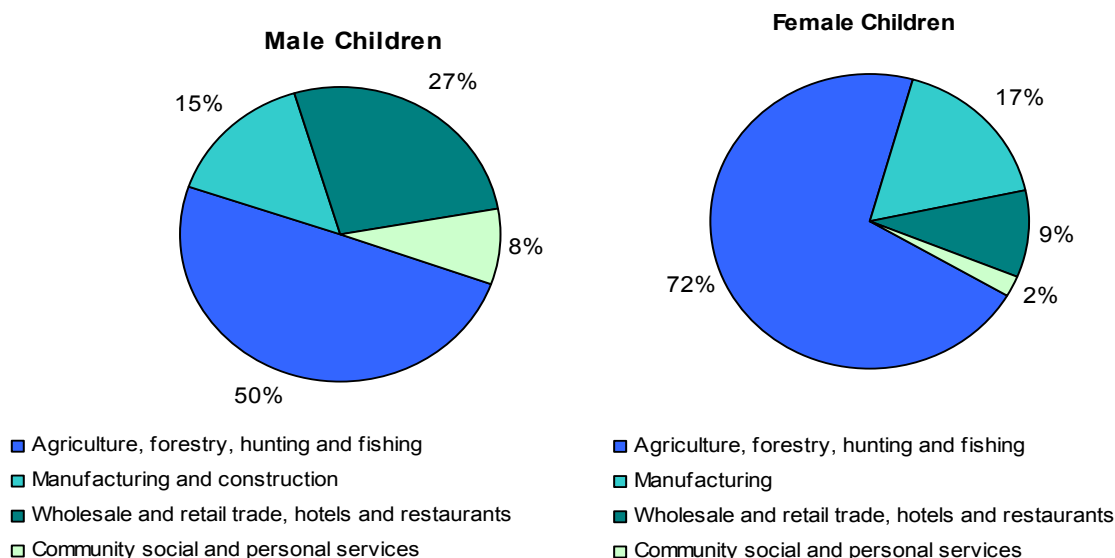 Male Children
27%
15%
8%
50%
Agriculture, forestry, hunting and fishing
Manufacturing and construction
Wholesale and retail trade, hotels and restaurants
Community social and personal services
Female Children
17%
9%
2%
72%
Agriculture, forestry, hunting and fishing
Manufacturing
Wholesale and retail trade, hotels and restaurants
Community social and personal services